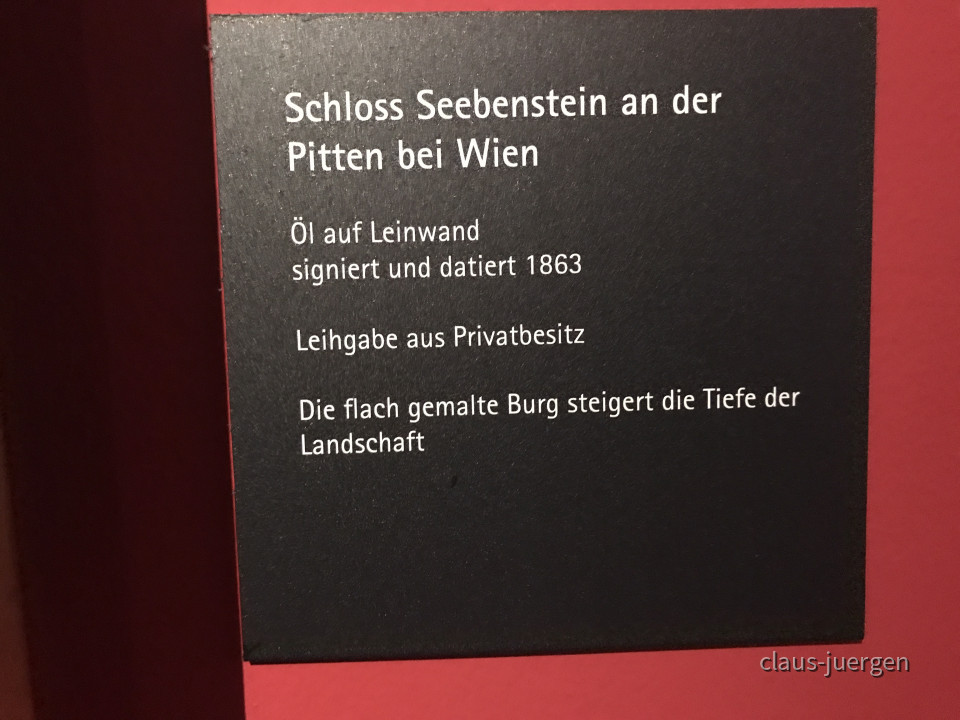 Schloss Seebenstein an der
Pitten bei Wien
Öl auf Leinwand
signiert und datiert 1863
Leihgabe aus Privatbesitz
Die flach gemalte Burg steigert die Tiefe der
Landschaft
claus-juergen